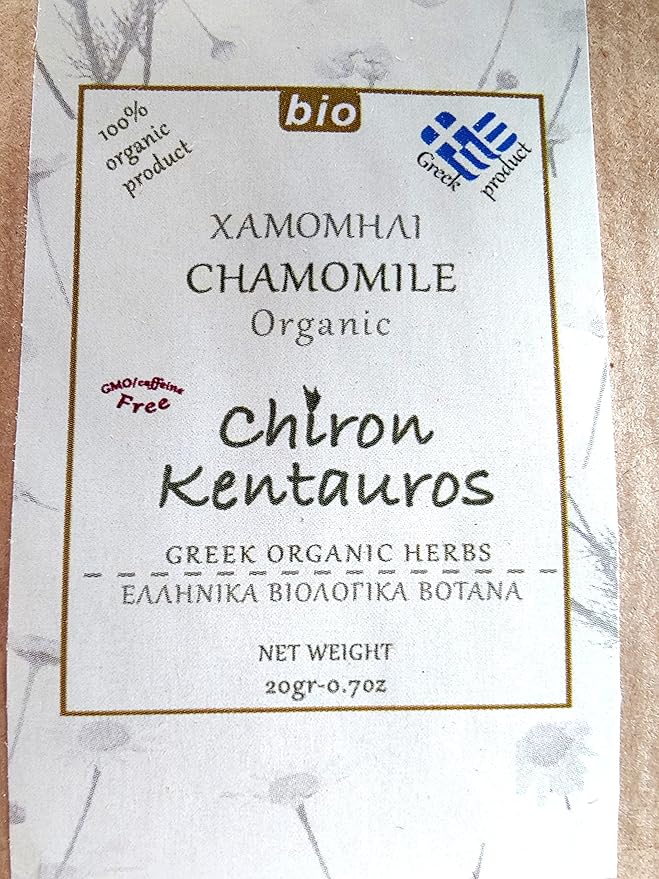 bio
100%
organic
product
Greek
product
ΧΑΜΟΜΗΛΙ
CHAMOMILE
Organic
GMO/caffeine
Free
Chiron
Kentauros
GREEK ORGANIC HERBS
ΕΛΛΗΝΙΚΑ ΒΙΟΛΟΓΙΚΑ ΒΟΤΑΝΑ
NET WEIGHT
20gr-0.7oz